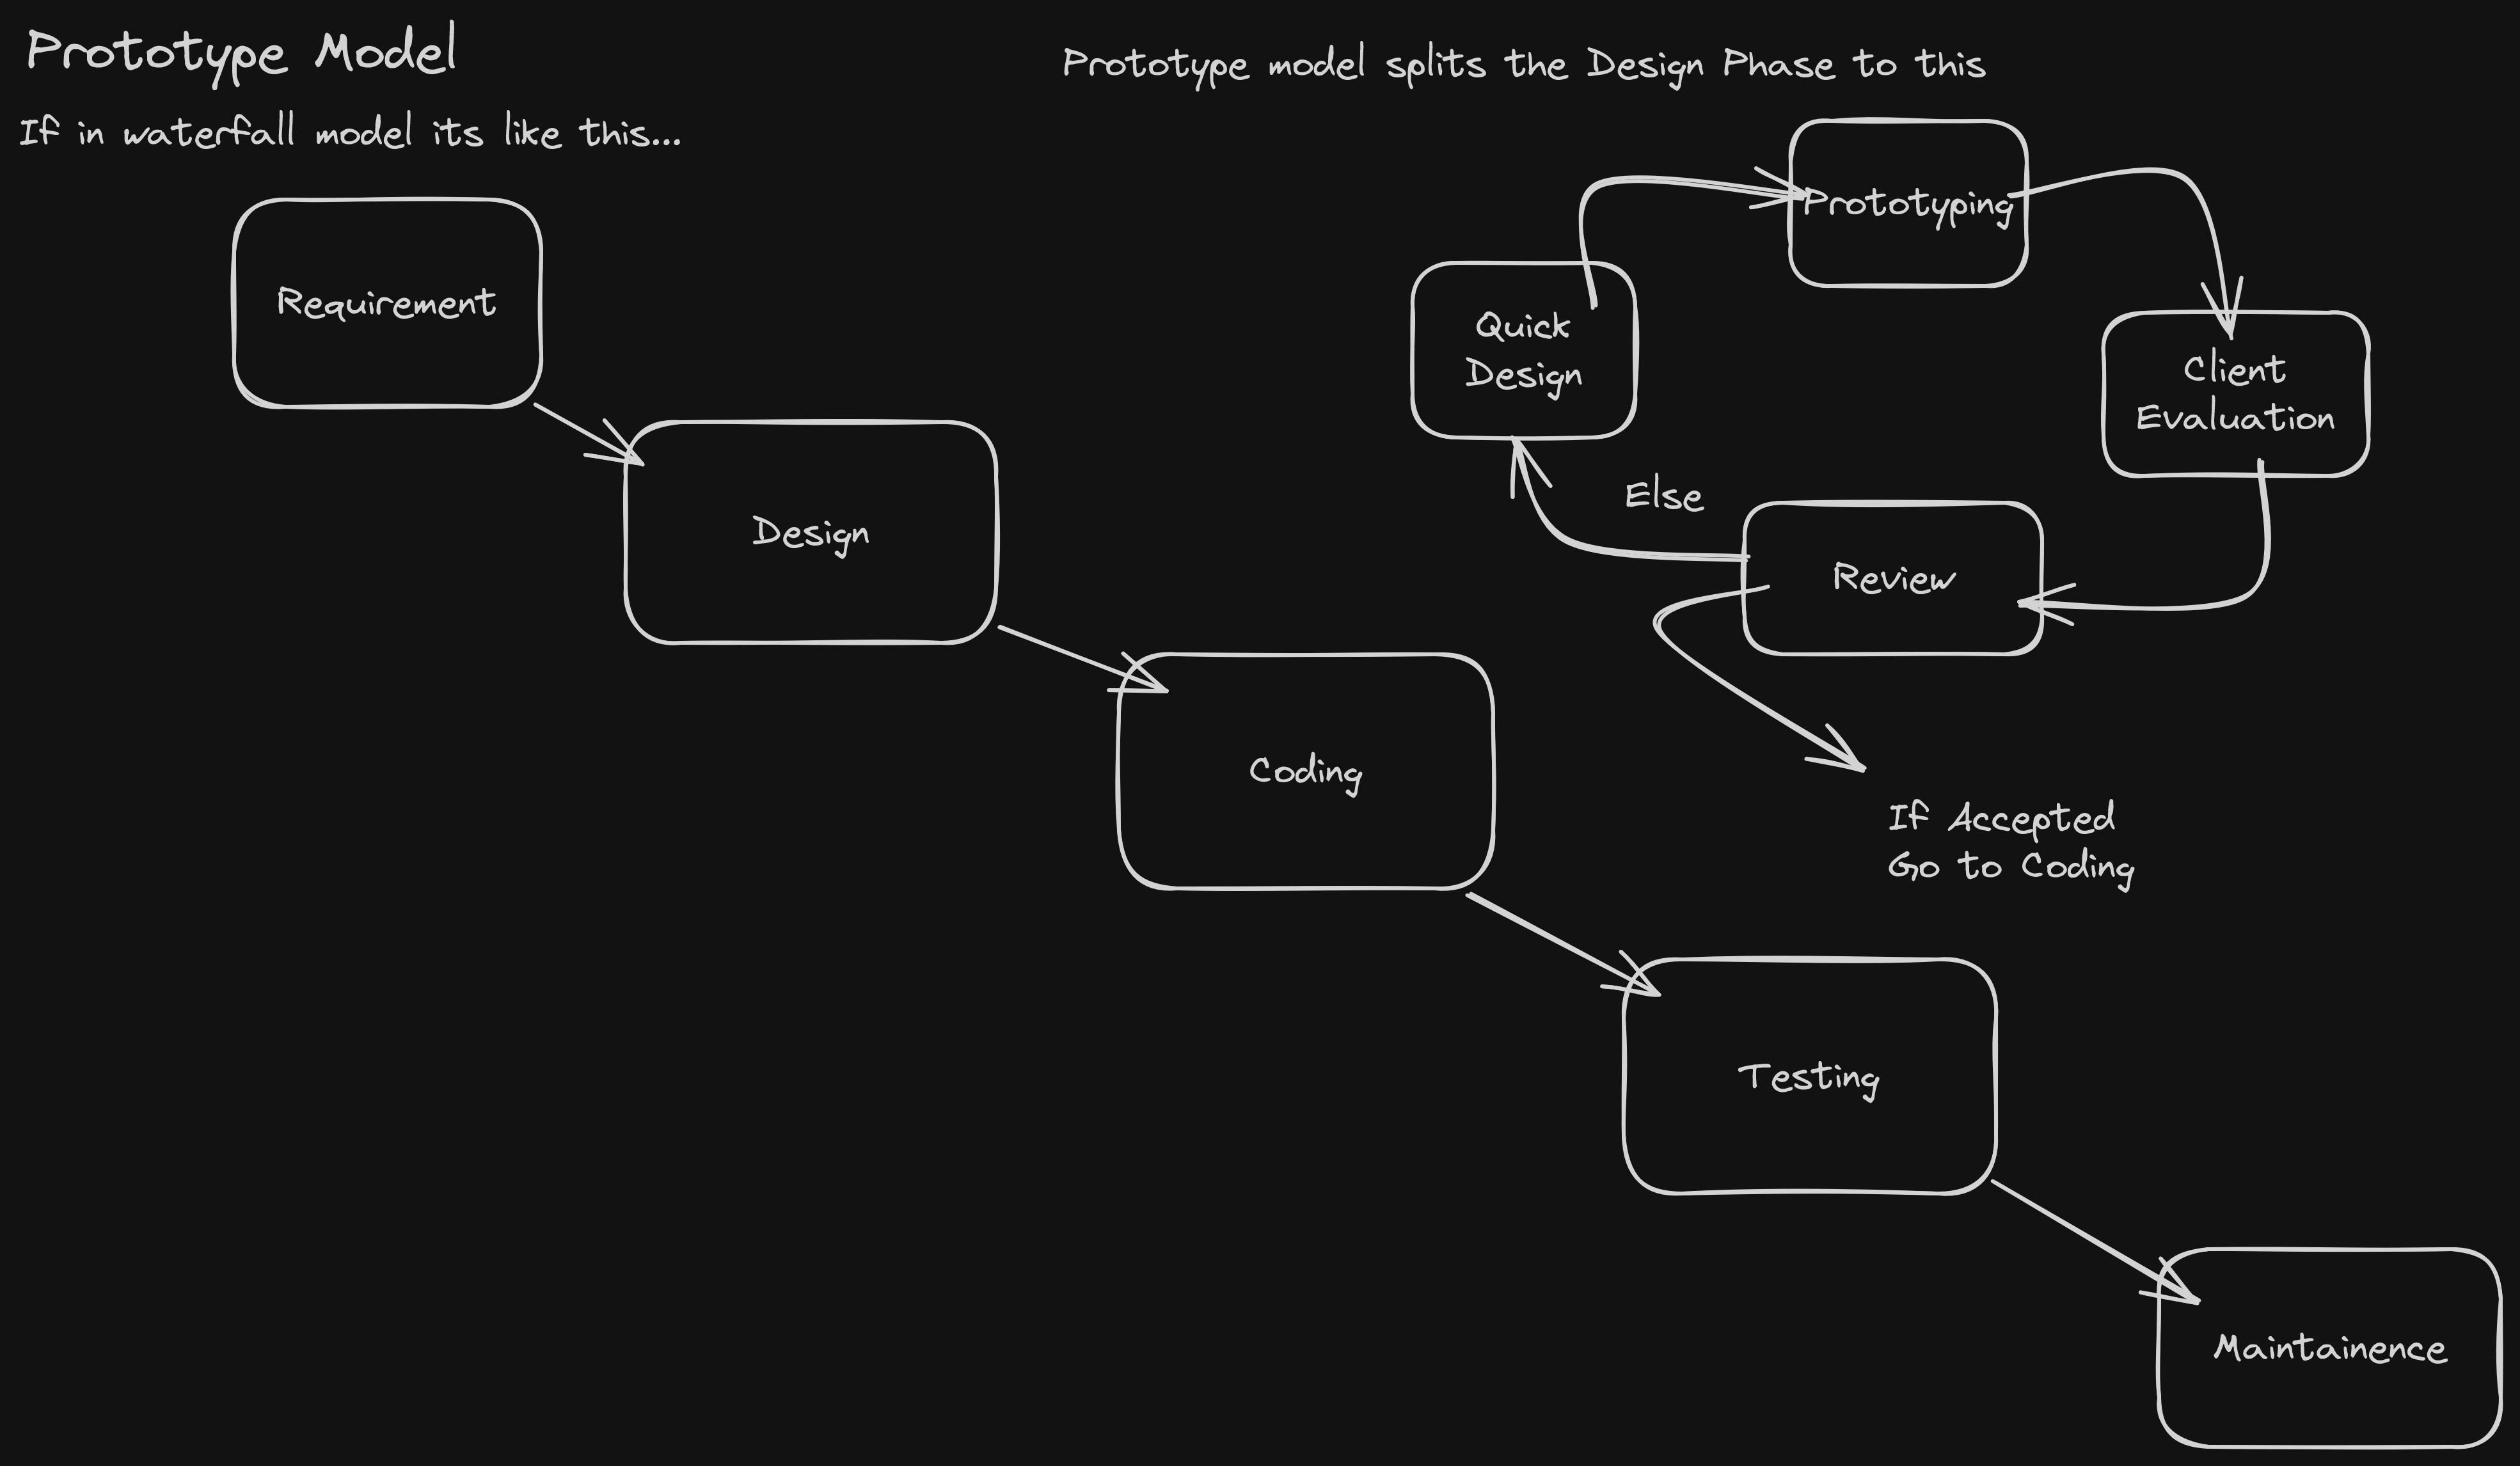 Prototype Model
If in waterfall model its like this...
Requirement
Design
Coding
Testing
Maintainence
Prototype model splits the Design Phase to this
Prototyping
Quick
Design
Client
Evaluation
Else
Review
If Accepted
Go to Coding